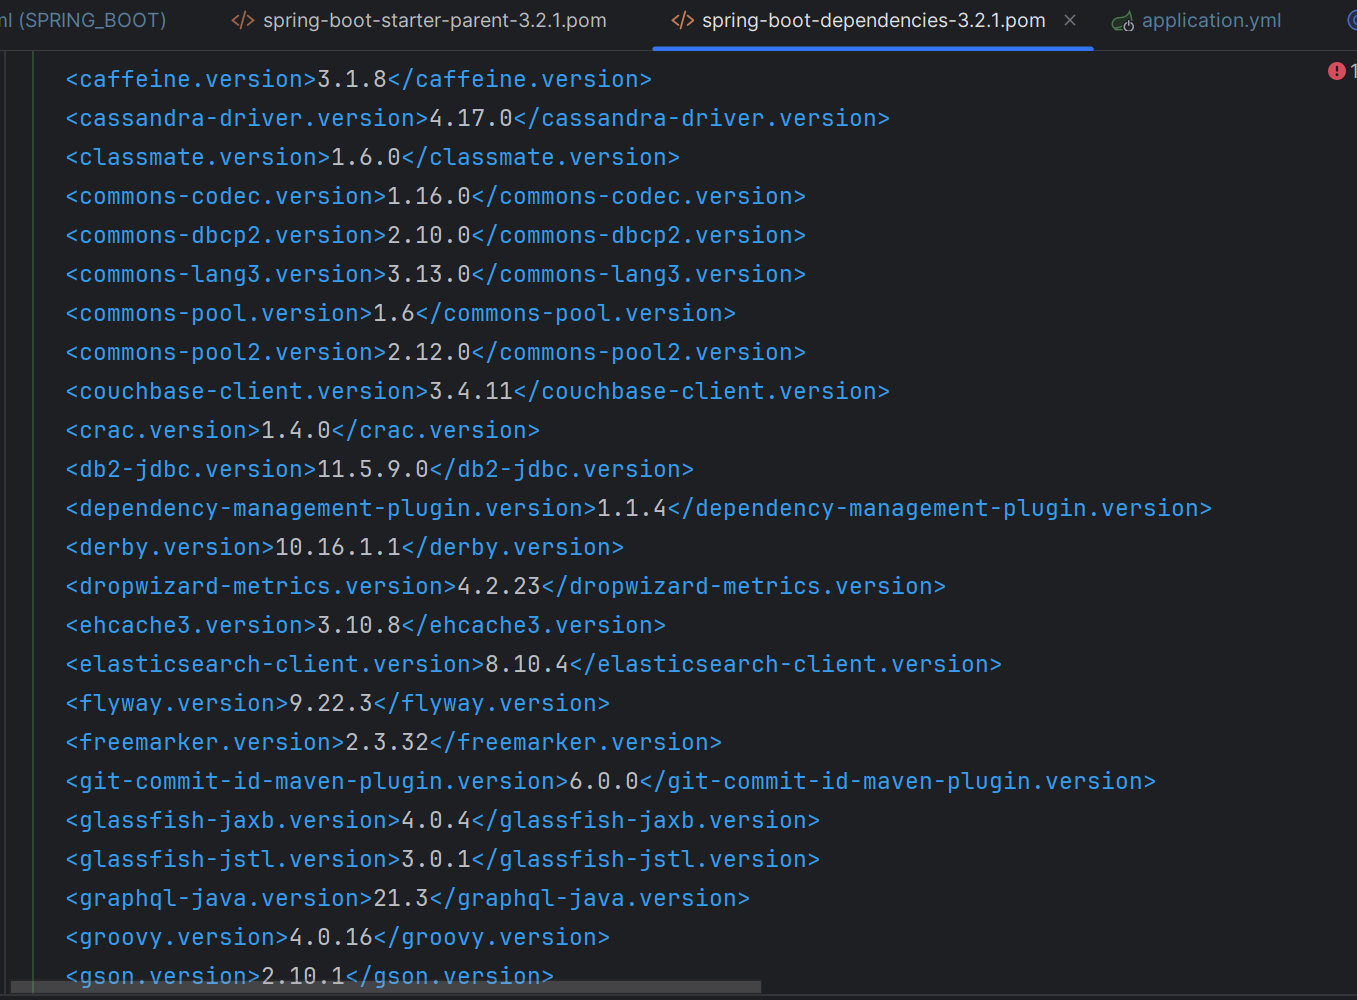 ml (SPRING_BOOT) </> spring-boot-starter-parent-3.2.1.pom </> spring-boot-dependencies-3.2.1.pom × application.yml
1
<caffeine.version>3.1.8</caffeine.version>
<cassandra-driver.version>4.17.0</cassandra-driver.version>
<classmate.version>1.6.0</classmate.version>
<commons-codec.version>1.16.0</commons-codec.version>
<commons-dbcp2.version>2.10.0</commons-dbcp2.version>
<commons-lang3.version>3.13.0</commons-lang3.version>
<commons-pool.version>1.6</commons-pool.version>
<commons-pool2.version>2.12.0</commons-pool2.version>
<couchbase-client.version>3.4.11</couchbase-client.version>
<crac.version>1.4.0</crac.version>
<db2-jdbc.version>11.5.9.0</db2-jdbc.version>
<dependency-management-plugin.version>1.1.4</dependency-management-plugin.version>
<derby.version>10.16.1.1</derby.version>
<dropwizard-metrics.version>4.2.23</dropwizard-metrics.version>
<ehcache3.version>3.10.8</ehcache3.version>
<elasticsearch-client.version>8.10.4</elasticsearch-client.version>
<flyway.version>9.22.3</flyway.version>
<freemarker.version>2.3.32</freemarker.version>
<git-commit-id-maven-plugin.version>6.0.0</git-commit-id-maven-plugin.version>
<glassfish-jaxb.version>4.0.4</glassfish-jaxb.version>
<glassfish-jstl.version>3.0.1</glassfish-jstl.version>
<graphql-java.version>21.3</graphql-java.version>
<groovy.version>4.0.16</groovy.version>
<gson.version>2.10.1</gson.version>